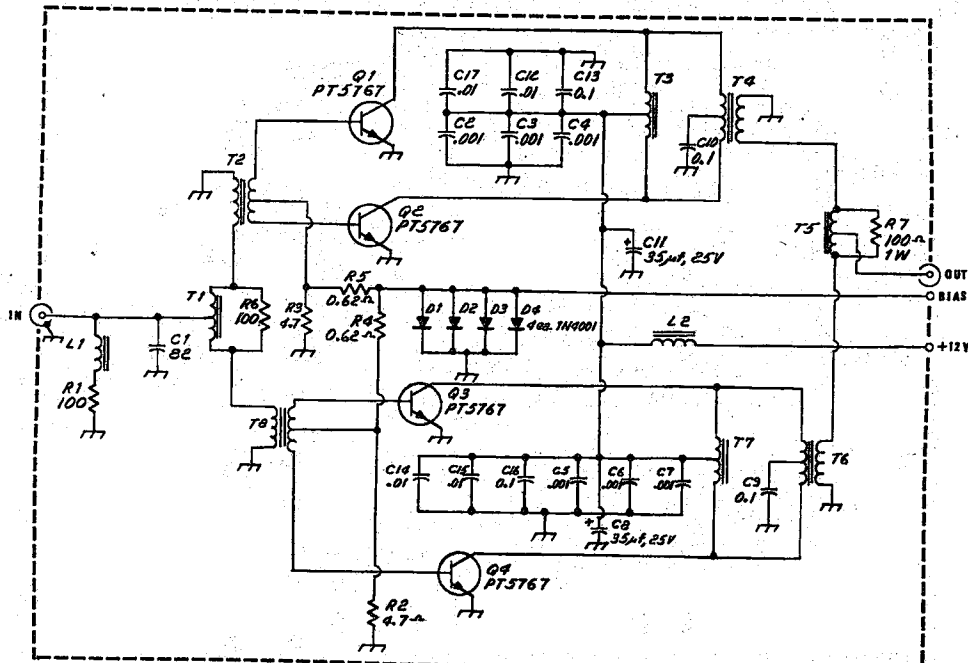 Q1
PT5767
C17
.01
C12
.01
C13
0.1
T3
T4
C2
.001
C3
.001
C4
.001
C10
0.1
T2
Q2
PT5767
C11
35µf, 25V
T5
R7
100Ω
1W
OUT
BIAS
+12V
IN
T1
R6
100
R3
4.7
R5
0.62Ω
R4
0.62Ω
D1
D2
D3
D4
4ea. 1N4001
L2
L1
C1
82
R1
100
Q3
PT5767
T8
T7
T6
C14
.01
C15
.01
C16
0.1
C5
.001
C6
.001
C7
.001
C9
0.1
C8
35µf, 25V
Q4
PT5767
R2
4.7Ω